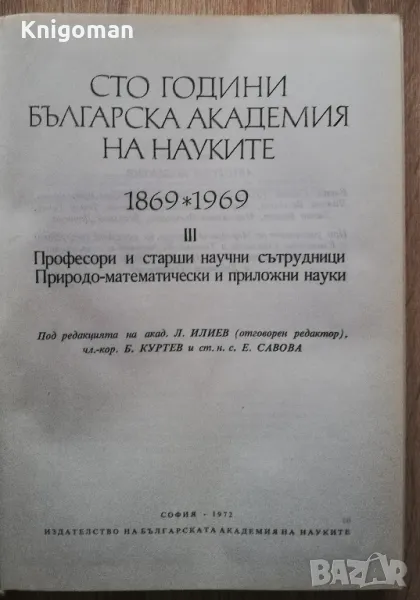 Knigoman
СТО ГОДИНИ
БЪЛГАРСКА АКАДЕМИЯ
НА НАУКИТЕ
1869*1969
III
Професори и старши научни сътрудници
Природо-математически и приложни науки
Под редакцията на акад. Л. ИЛИЕВ (отговорен редактор),
чл.-кор. Б. КУРТЕВ и ст. н. с. Е. САВОВА
СОФИЯ - 1972
ИЗДАТЕЛСТВО НА БЪЛГАРСКАТА АКАДЕМИЯ НА НАУКИТЕ
BAZAR